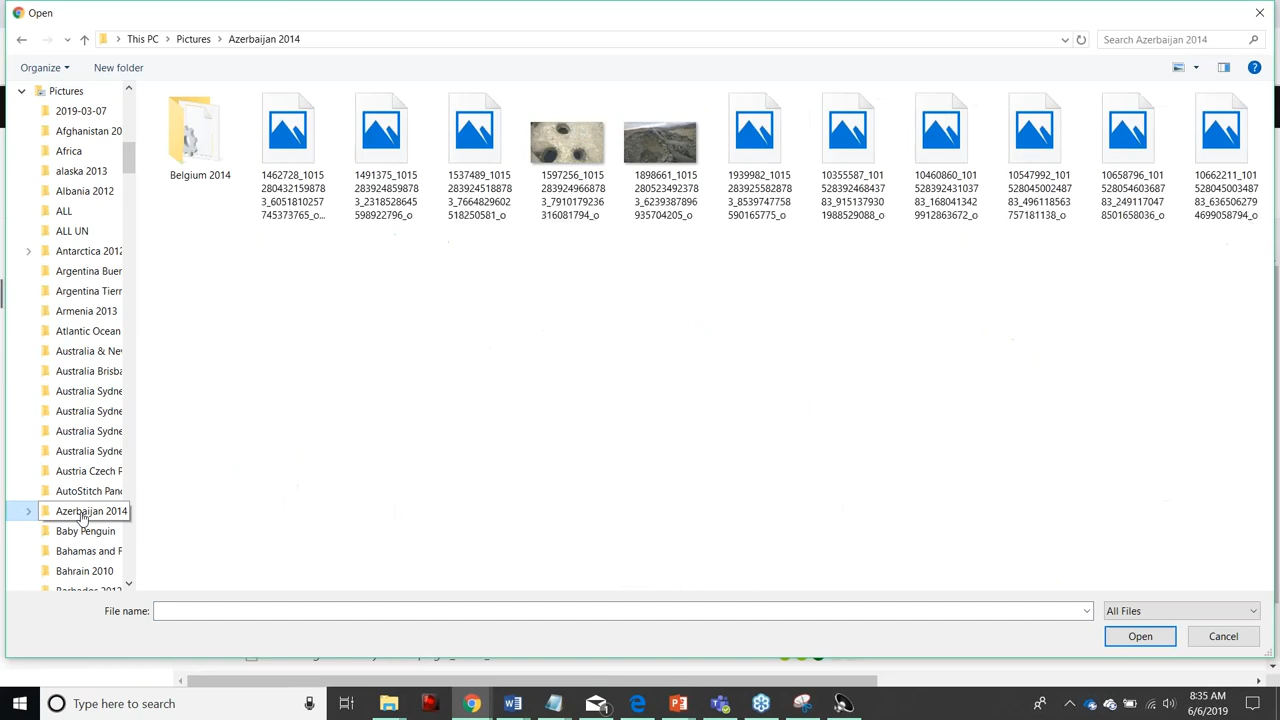 Open
This PC
Pictures
Azerbaijan 2014
Search Azerbaijan 2014
Organize
New folder
Pictures
2019-03-07
Afghanistan 20
Africa
alaska 2013
Albania 2012
ALL
ALL UN
Antarctica 2012
Argentina Buer
Argentina Tierr
Armenia 2013
Atlantic Ocean
Australia & Nev
Australia Brisba
Australia Sydne
Australia Sydne
Australia Sydne
Australia Sydne
Austria Czech P
AutoStitch Pano
Azerbaijan 2014
Baby Penguin
Bahamas and F
Bahrain 2010
Belgium 2014
1462728_1015
280432159878
3_6051810257
745373765_o...
1491375_1015
283924859878
3_2318528645
598922796_o
1537489_1015
283924518878
3_7664829602
518250581_o
1597256_1015
283924966878
3_7910179236
316081794_o
1898661_1015
280523492378
3_6239387896
935704205_o
1939982_1015
283925582878
3_8539747758
590165775_o
10355587_101
528392468437
83_915137930
1988529088_o
10460860_101
528392431037
83_168041342
9912863672_o
10547992_101
528045002487
83_496118563
757181138_o
10658796_101
528054603687
83_249117047
8501658036_o
10662211_101
528045003487
83_636506279
4699058794_o
File name:
All Files
Open
Cancel
Type here to search
8:35 AM
6/6/2019